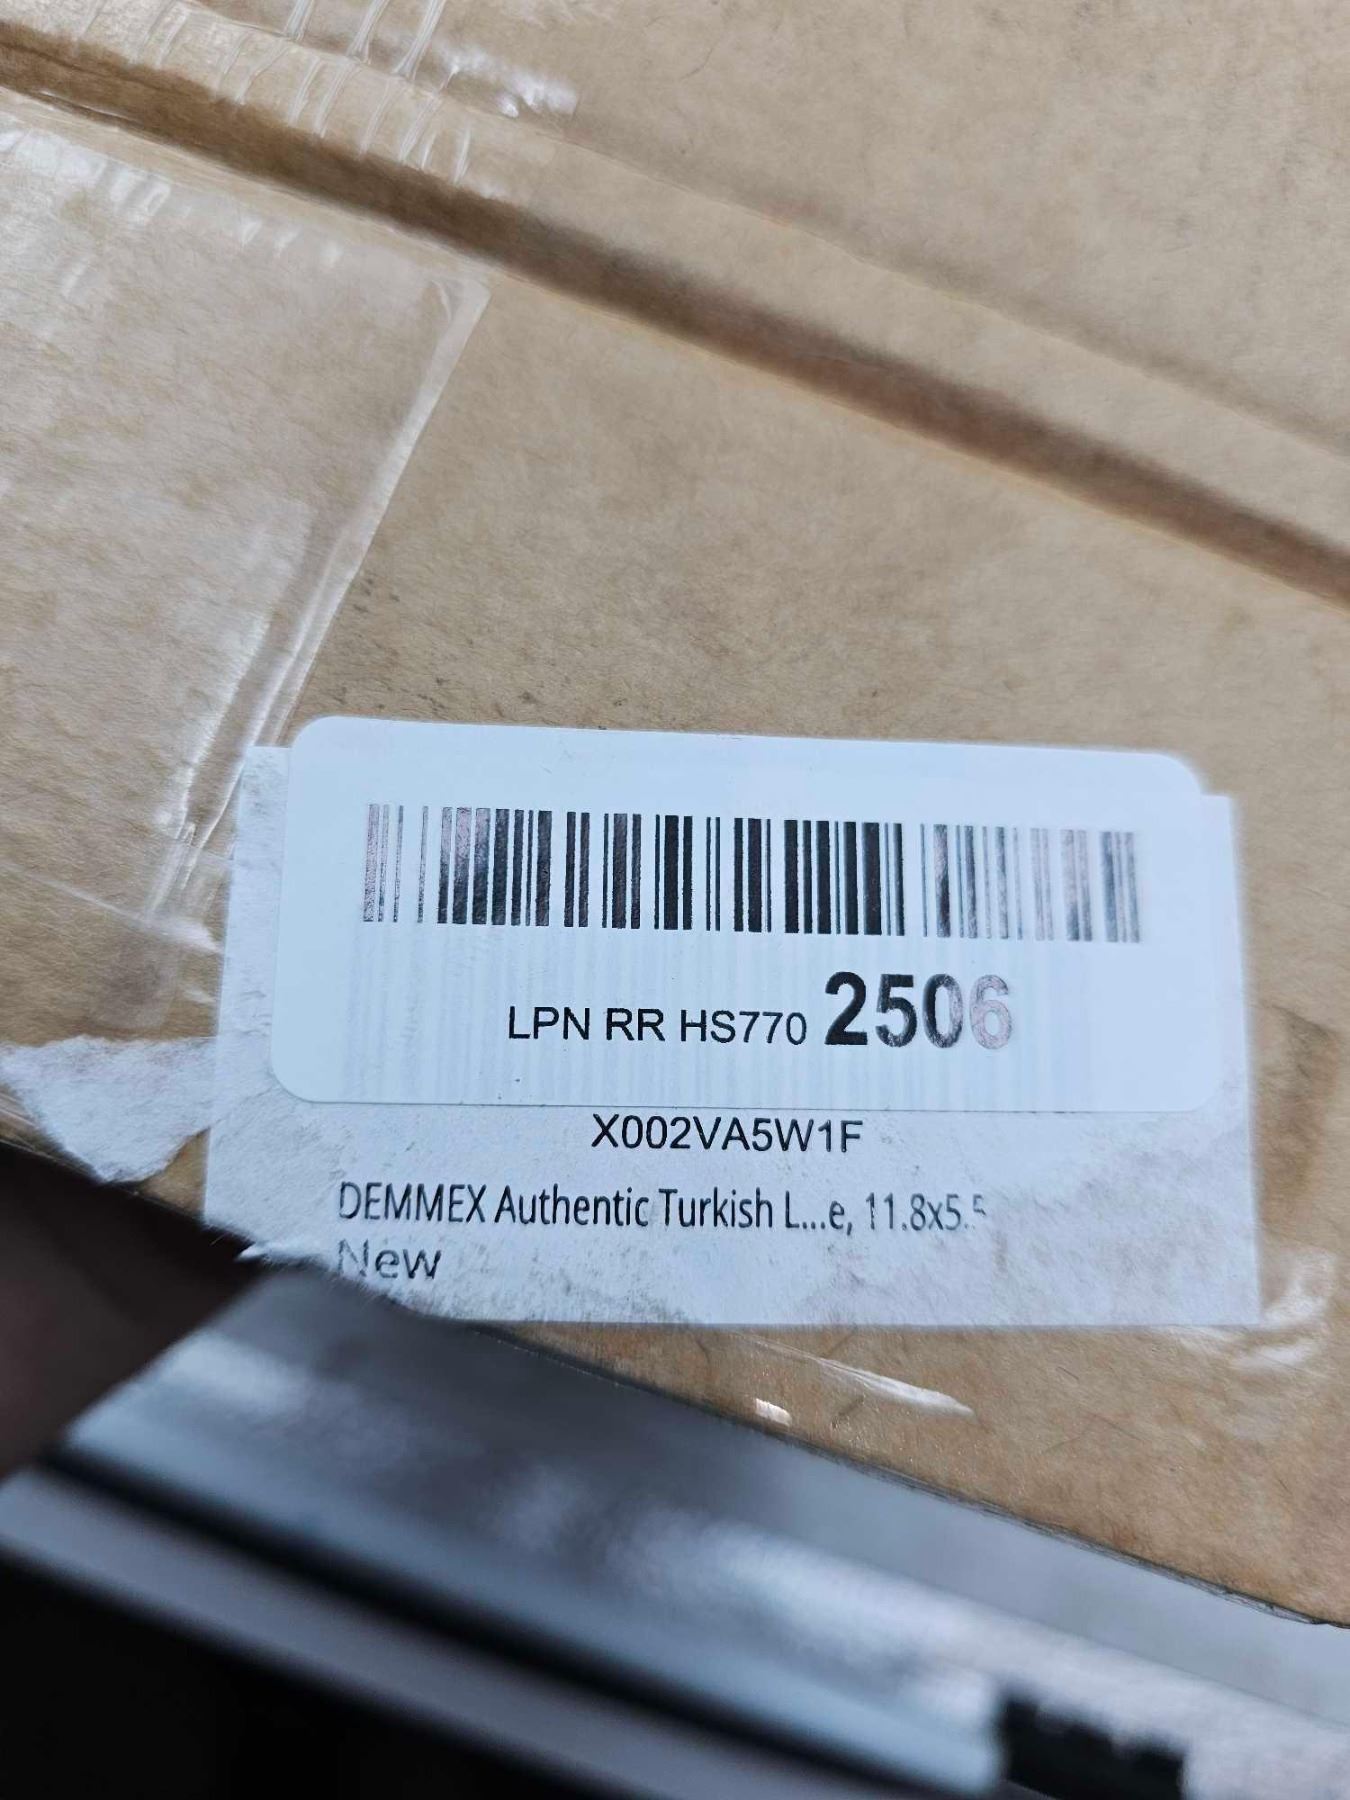 LPN RR HS770 2506
X002VA5W1F
DEMMEX Authentic Turkish L...e, 11.8x5.5
New